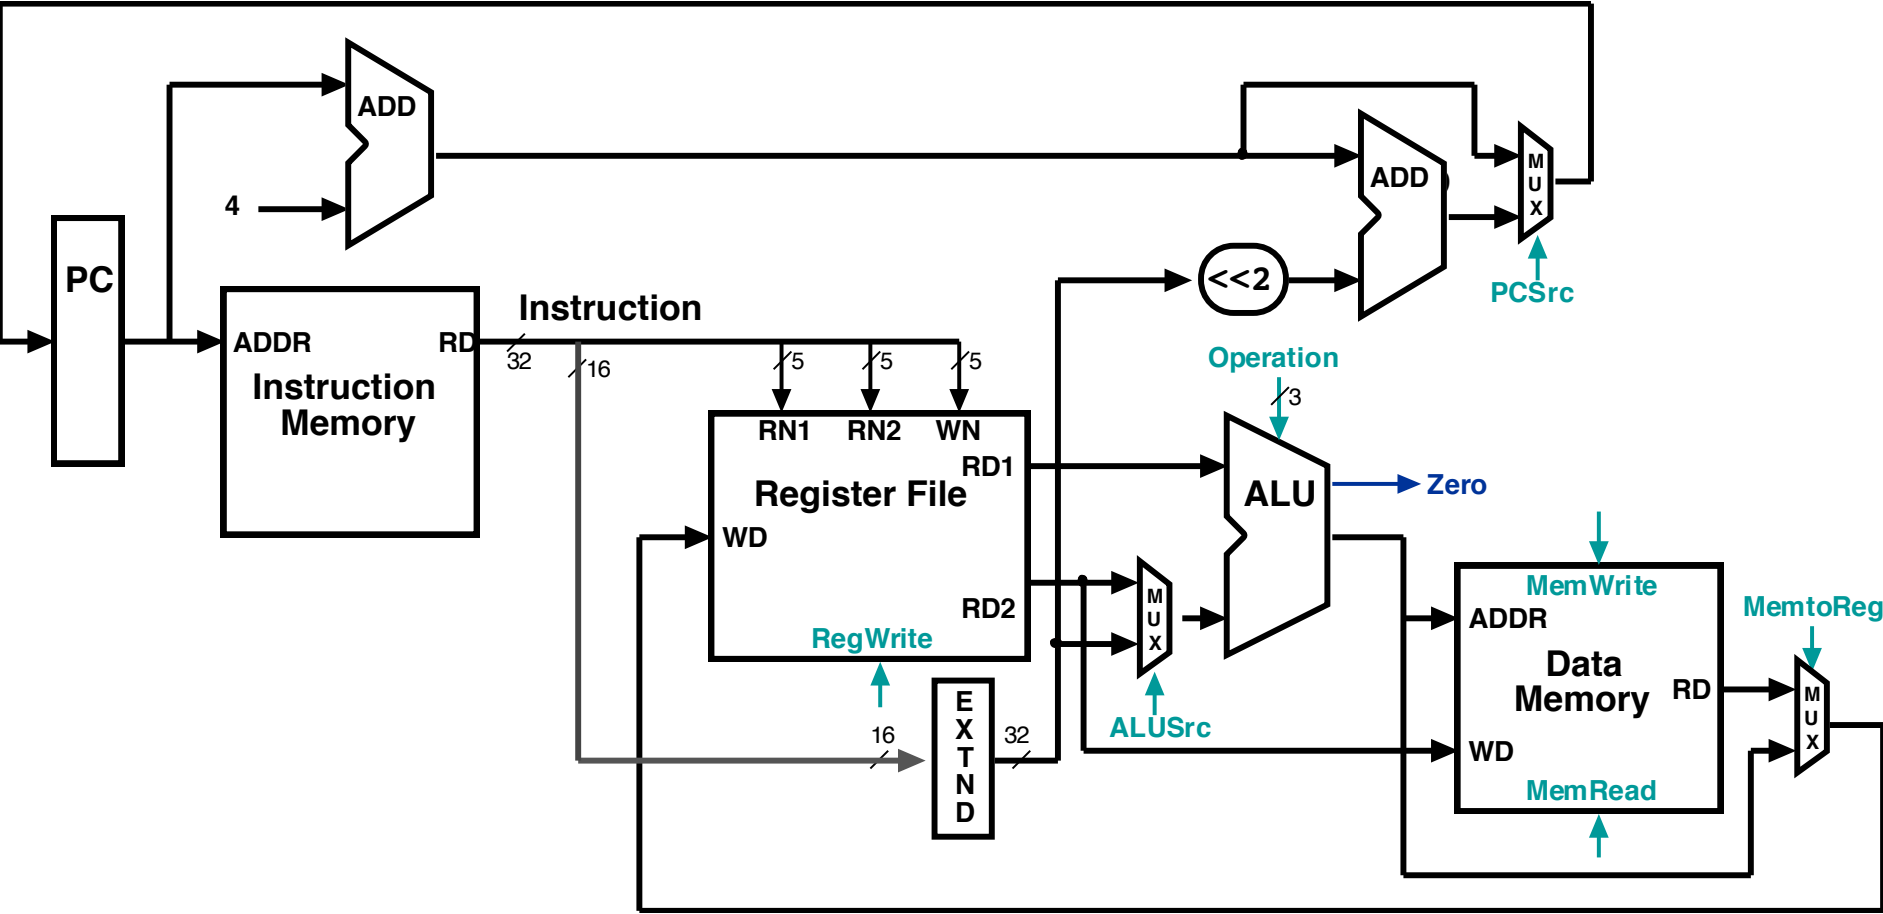 ADD
M
U
X
ADD
4
PC
<<2
PCSrc
Instruction
ADDR
RD
32
16
5
5
5
Operation
3
Instruction
Memory
RN1
RN2
WN
RD1
Register File
ALU
Zero
WD
MemWrite
M
U
X
RD2
ADDR
MemtoReg
RegWrite
Data
Memory
RD
M
U
X
E
X
T
N
D
16
32
ALUSrc
WD
MemRead